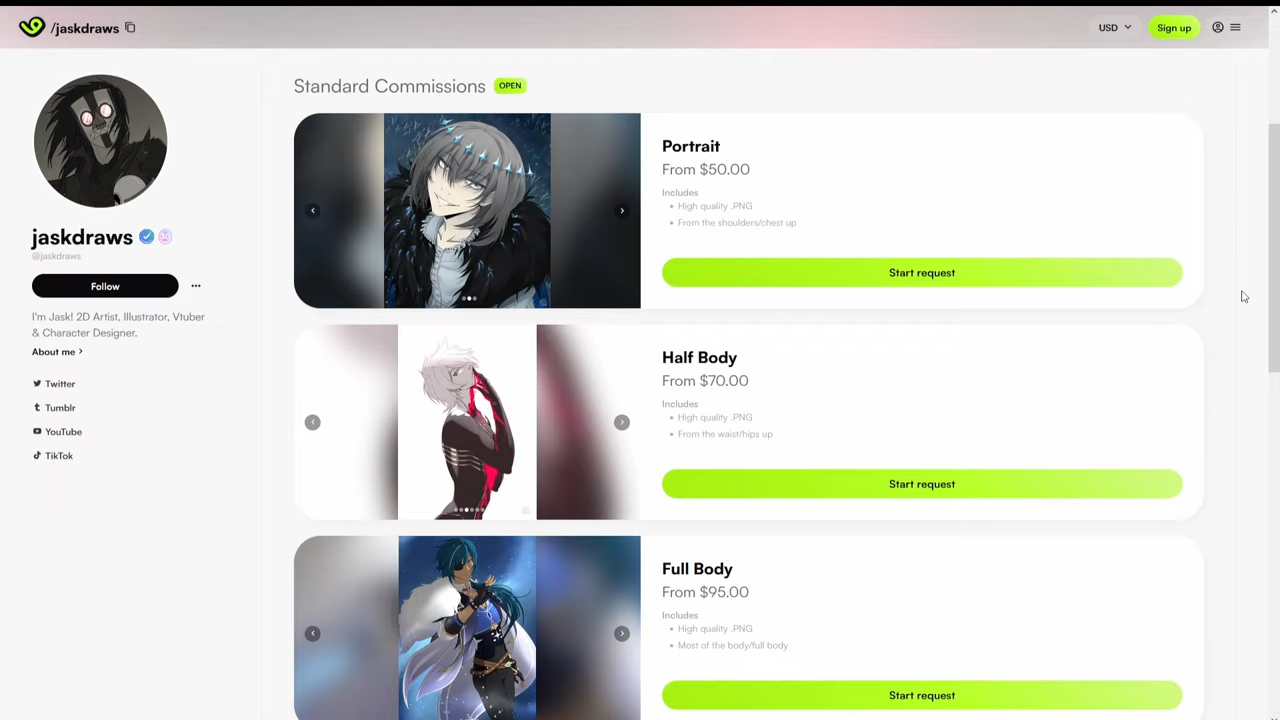 /jaskdraws
USD
Sign up
jaskdraws
@jaskdraws
Follow
I'm Jask! 2D Artist, Illustrator, Vtuber
& Character Designer.
About me
Twitter
Tumblr
YouTube
TikTok
Standard Commissions OPEN
Portrait
From $50.00
Includes
• High quality .PNG
• From the shoulders/chest up
Start request
Half Body
From $70.00
Includes
• High quality .PNG
• From the waist/hips up
Start request
Full Body
From $95.00
Includes
• High quality .PNG
• Most of the body/full body
Start request